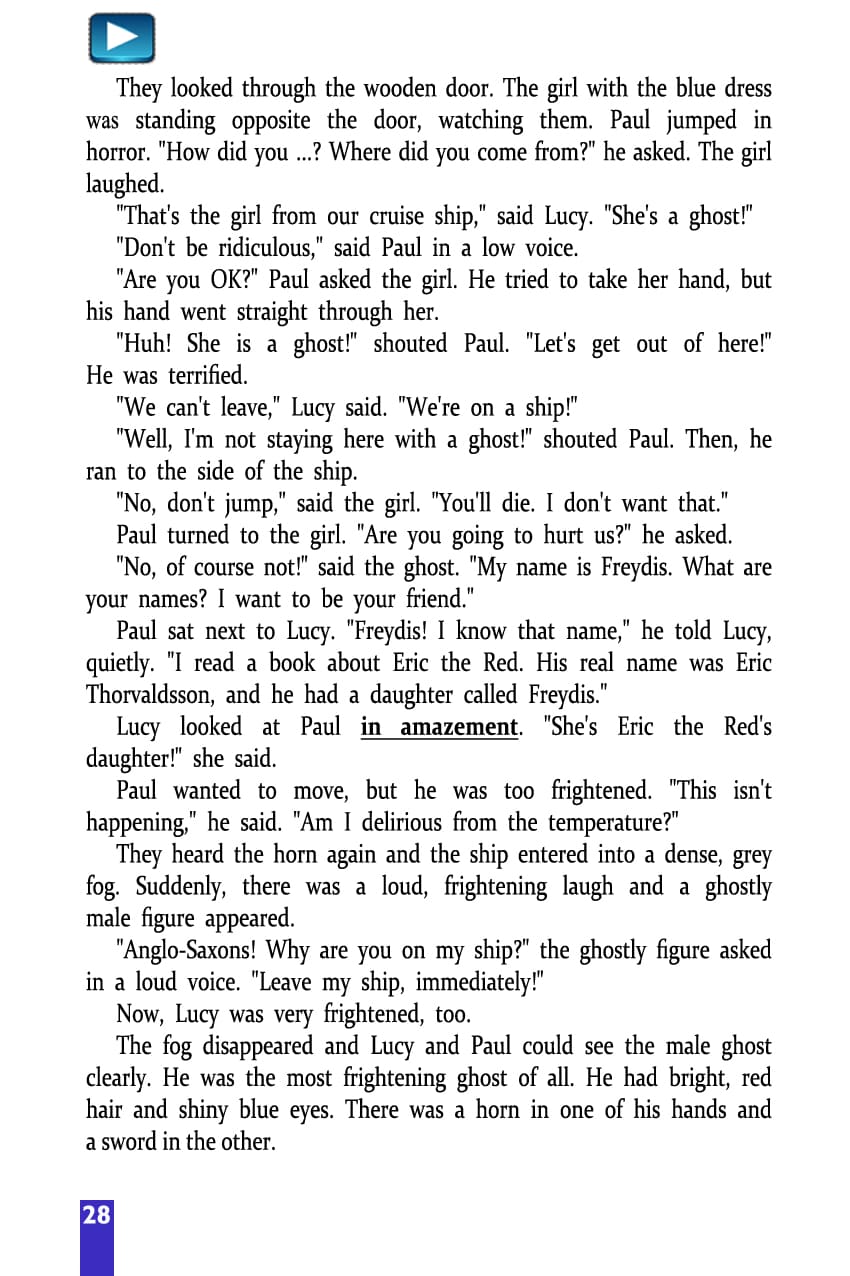 They looked through the wooden door. The girl with the blue dress
was standing opposite the door, watching them. Paul jumped in
horror. "How did you ...? Where did you come from?" he asked. The girl
laughed.
"That's the girl from our cruise ship," said Lucy. "She's a ghost!"
"Don't be ridiculous," said Paul in a low voice.
"Are you OK?" Paul asked the girl. He tried to take her hand, but
his hand went straight through her.
"Huh! She is a ghost!" shouted Paul. "Let's get out of here!"
He was terrified.
"We can't leave," Lucy said. "We're on a ship!"
"Well, I'm not staying here with a ghost!" shouted Paul. Then, he
ran to the side of the ship.
"No, don't jump," said the girl. "You'll die. I don't want that."
Paul turned to the girl. "Are you going to hurt us?" he asked.
"No, of course not!" said the ghost. "My name is Freydis. What are
your names? I want to be your friend."
Paul sat next to Lucy. "Freydis! I know that name," he told Lucy,
quietly. "I read a book about Eric the Red. His real name was Eric
Thorvaldsson, and he had a daughter called Freydis."
Lucy looked at Paul in amazement. "She's Eric the Red's
daughter!" she said.
Paul wanted to move, but he was too frightened. "This isn't
happening," he said. "Am I delirious from the temperature?"
They heard the horn again and the ship entered into a dense, grey
fog. Suddenly, there was a loud, frightening laugh and a ghostly
male figure appeared.
"Anglo-Saxons! Why are you on my ship?" the ghostly figure asked
in a loud voice. "Leave my ship, immediately!"
Now, Lucy was very frightened, too.
The fog disappeared and Lucy and Paul could see the male ghost
clearly. He was the most frightening ghost of all. He had bright, red
hair and shiny blue eyes. There was a horn in one of his hands and
a sword in the other.
28